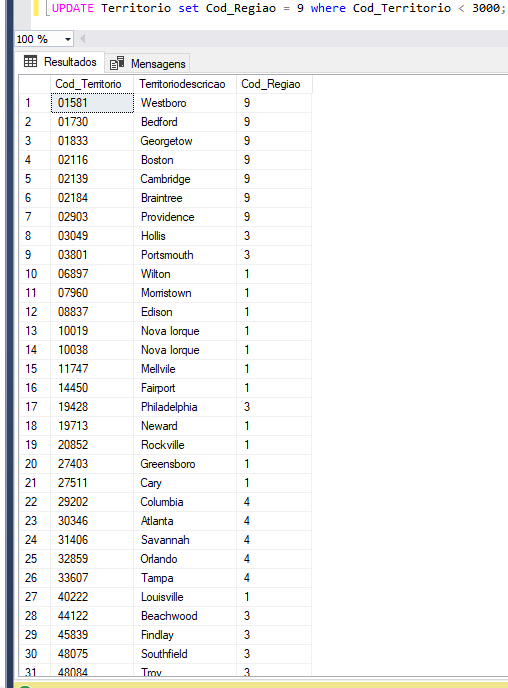 UPDATE Territorio set Cod_Regiao = 9 where Cod_Territorio < 3000;
100 %
Resultados Mensagens
Cod_Territorio Territoriodescricao Cod_Regiao
1 01581 Westboro 9
2 01730 Bedford 9
3 01833 Georgetow 9
4 02116 Boston 9
5 02139 Cambridge 9
6 02184 Braintree 9
7 02903 Providence 9
8 03049 Hollis 3
9 03801 Portsmouth 3
10 06897 Wilton 1
11 07960 Morristown 1
12 08837 Edison 1
13 10019 Nova Iorque 1
14 10038 Nova Iorque 1
15 11747 Mellvile 1
16 14450 Fairport 1
17 19428 Philadelphia 3
18 19713 Neward 1
19 20852 Rockville 1
20 27403 Greensboro 1
21 27511 Cary 1
22 29202 Columbia 4
23 30346 Atlanta 4
24 31406 Savannah 4
25 32859 Orlando 4
26 33607 Tampa 4
27 40222 Louisville 1
28 44122 Beachwood 3
29 45839 Findlay 3
30 48075 Southfield 3
31 48084 Troy 3